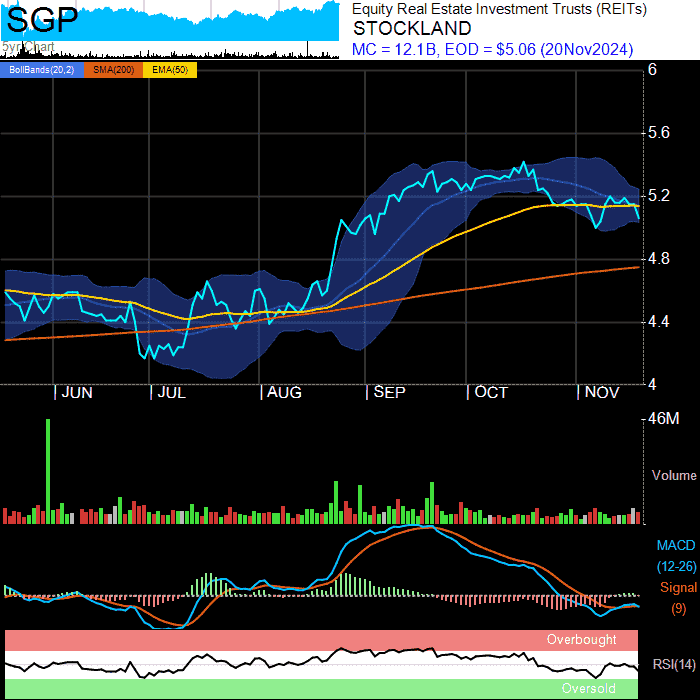 SGP
5yr Chart
Equity Real Estate Investment Trusts (REITs)
STOCKLAND
MC = 12.1B, EOD = $5.06 (20Nov2024)
BollBands(20,2) SMA(200) EMA(50)
6
5.6
5.2
4.8
4.4
4
JUN JUL AUG SEP OCT NOV
46M
Volume
MACD
(12-26)
Signal
(9)
Overbought
RSI(14)
Oversold